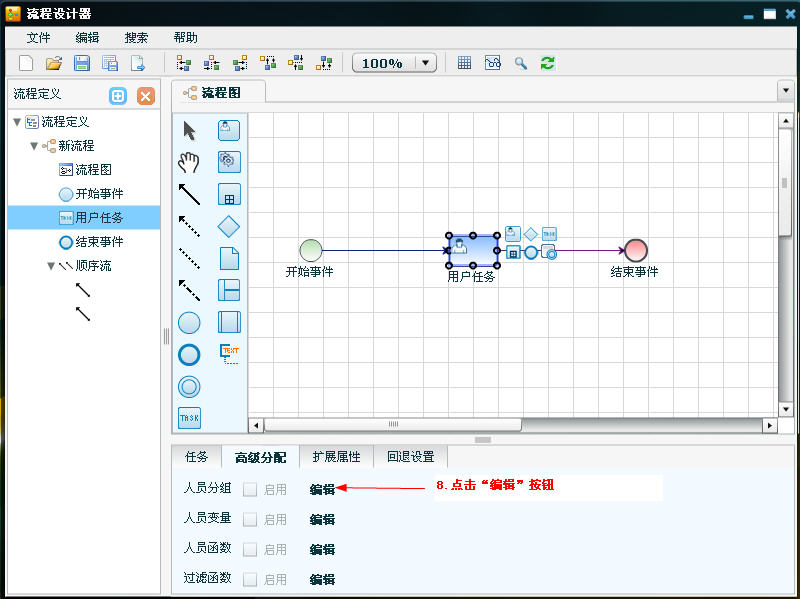 流程设计器
文件 编辑 搜索 帮助
100%
流程定义
流程图
流程定义
新流程
流程图
开始事件
TASK 用户任务
结束事件
顺序流
TEXT
TASK
开始事件
用户任务
TASK
结束事件
任务 高级分配 扩展属性 回退设置
人员分组 启用 编辑 8.点击“编辑”按钮
人员变量 启用 编辑
人员函数 启用 编辑
过滤函数 启用 编辑